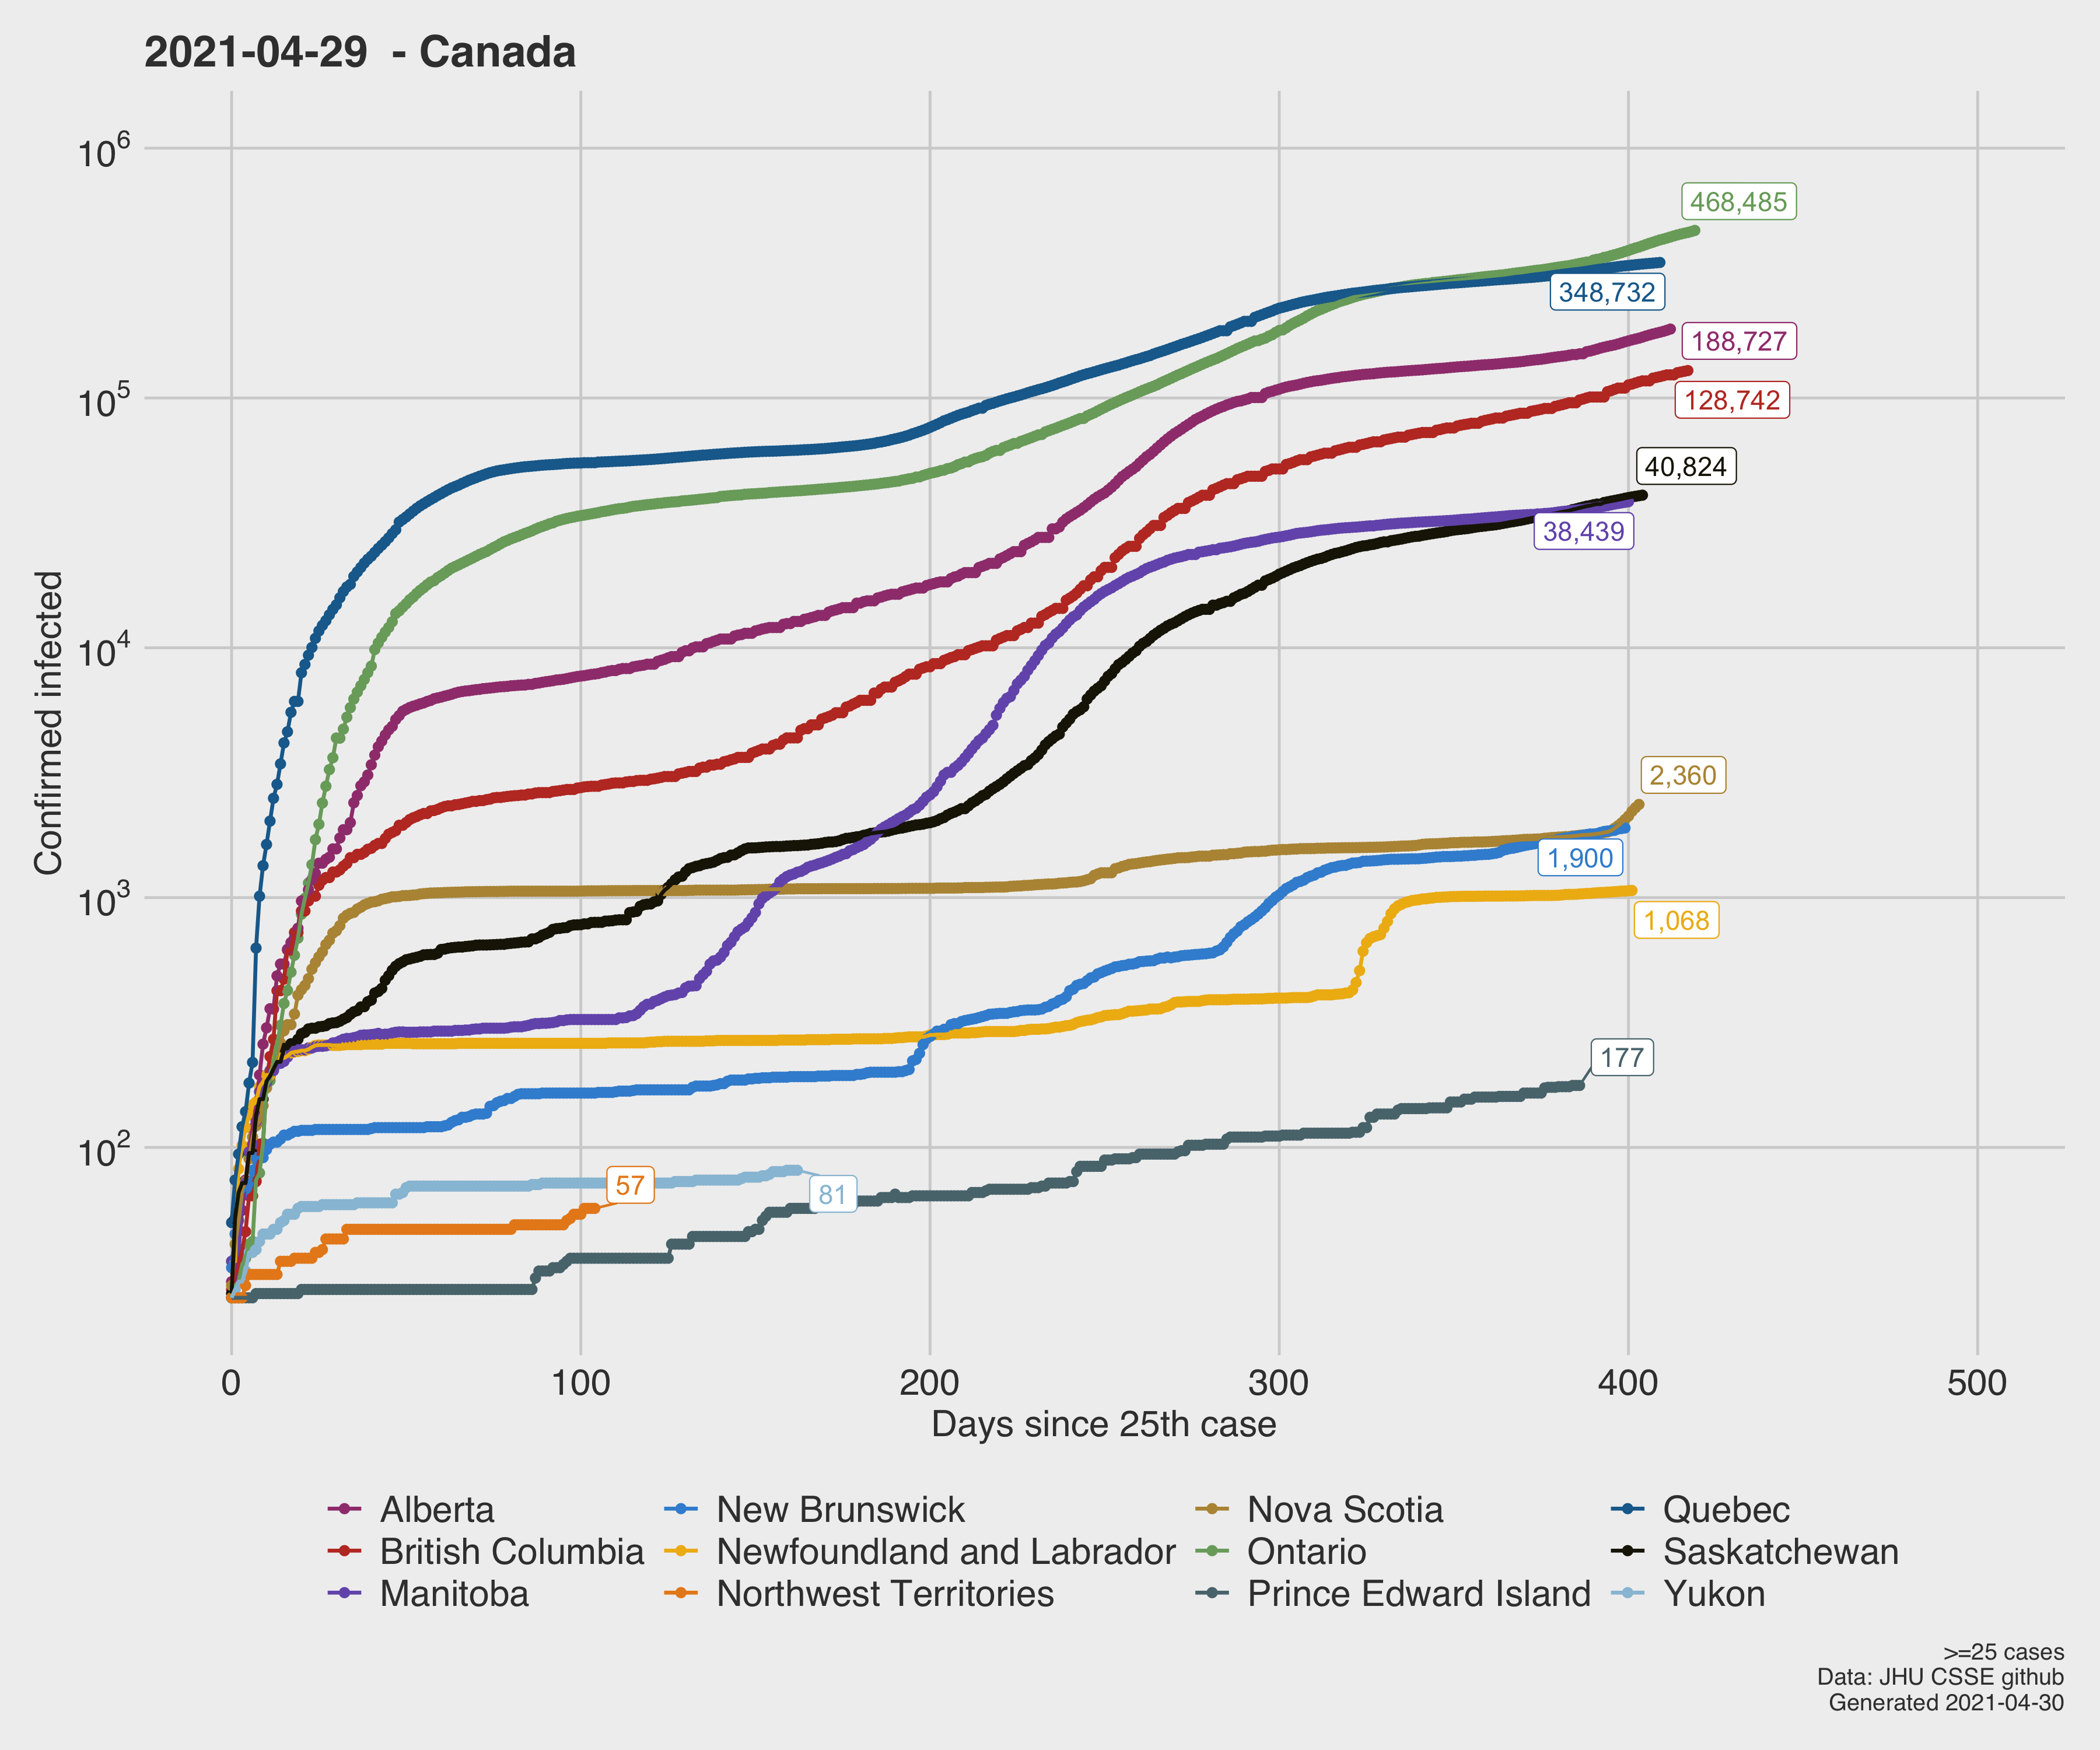 2021-04-29  - Canada
10^6
10^5
10^4
10^3
10^2
Confirmed infected
468,485
348,732
188,727
128,742
40,824
38,439
2,360
1,900
1,068
177
57
81
0 100 200 300 400 500
Days since 25th case
Alberta New Brunswick Nova Scotia Quebec
British Columbia Newfoundland and Labrador Ontario Saskatchewan
Manitoba Northwest Territories Prince Edward Island Yukon
>=25 cases
Data: JHU CSSE github
Generated 2021-04-30